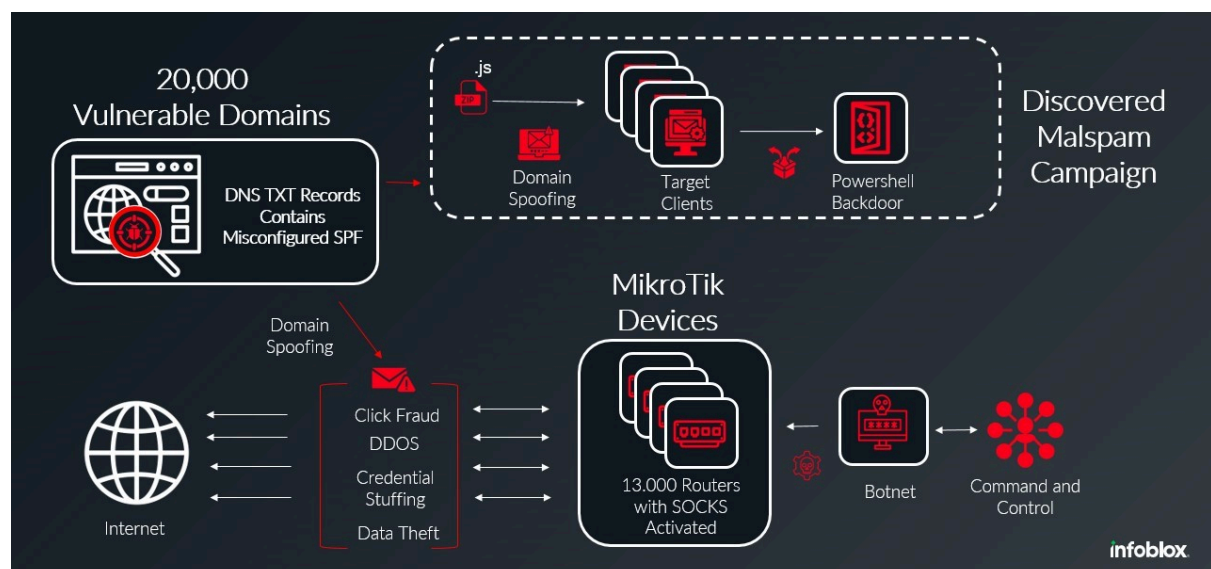 20,000
Vulnerable Domains
DNS TXT Records
Contains
Misconfigured SPF
.js
ZIP
Domain
Spoofing
Target
Clients
Powershell
Backdoor
Discovered
Malspam
Campaign
Domain
Spoofing
MikroTik
Devices
Click Fraud
DDOS
Credential
Stuffing
Data Theft
13.000 Routers
with SOCKS
Activated
Internet
Botnet
Command and
Control
infoblox